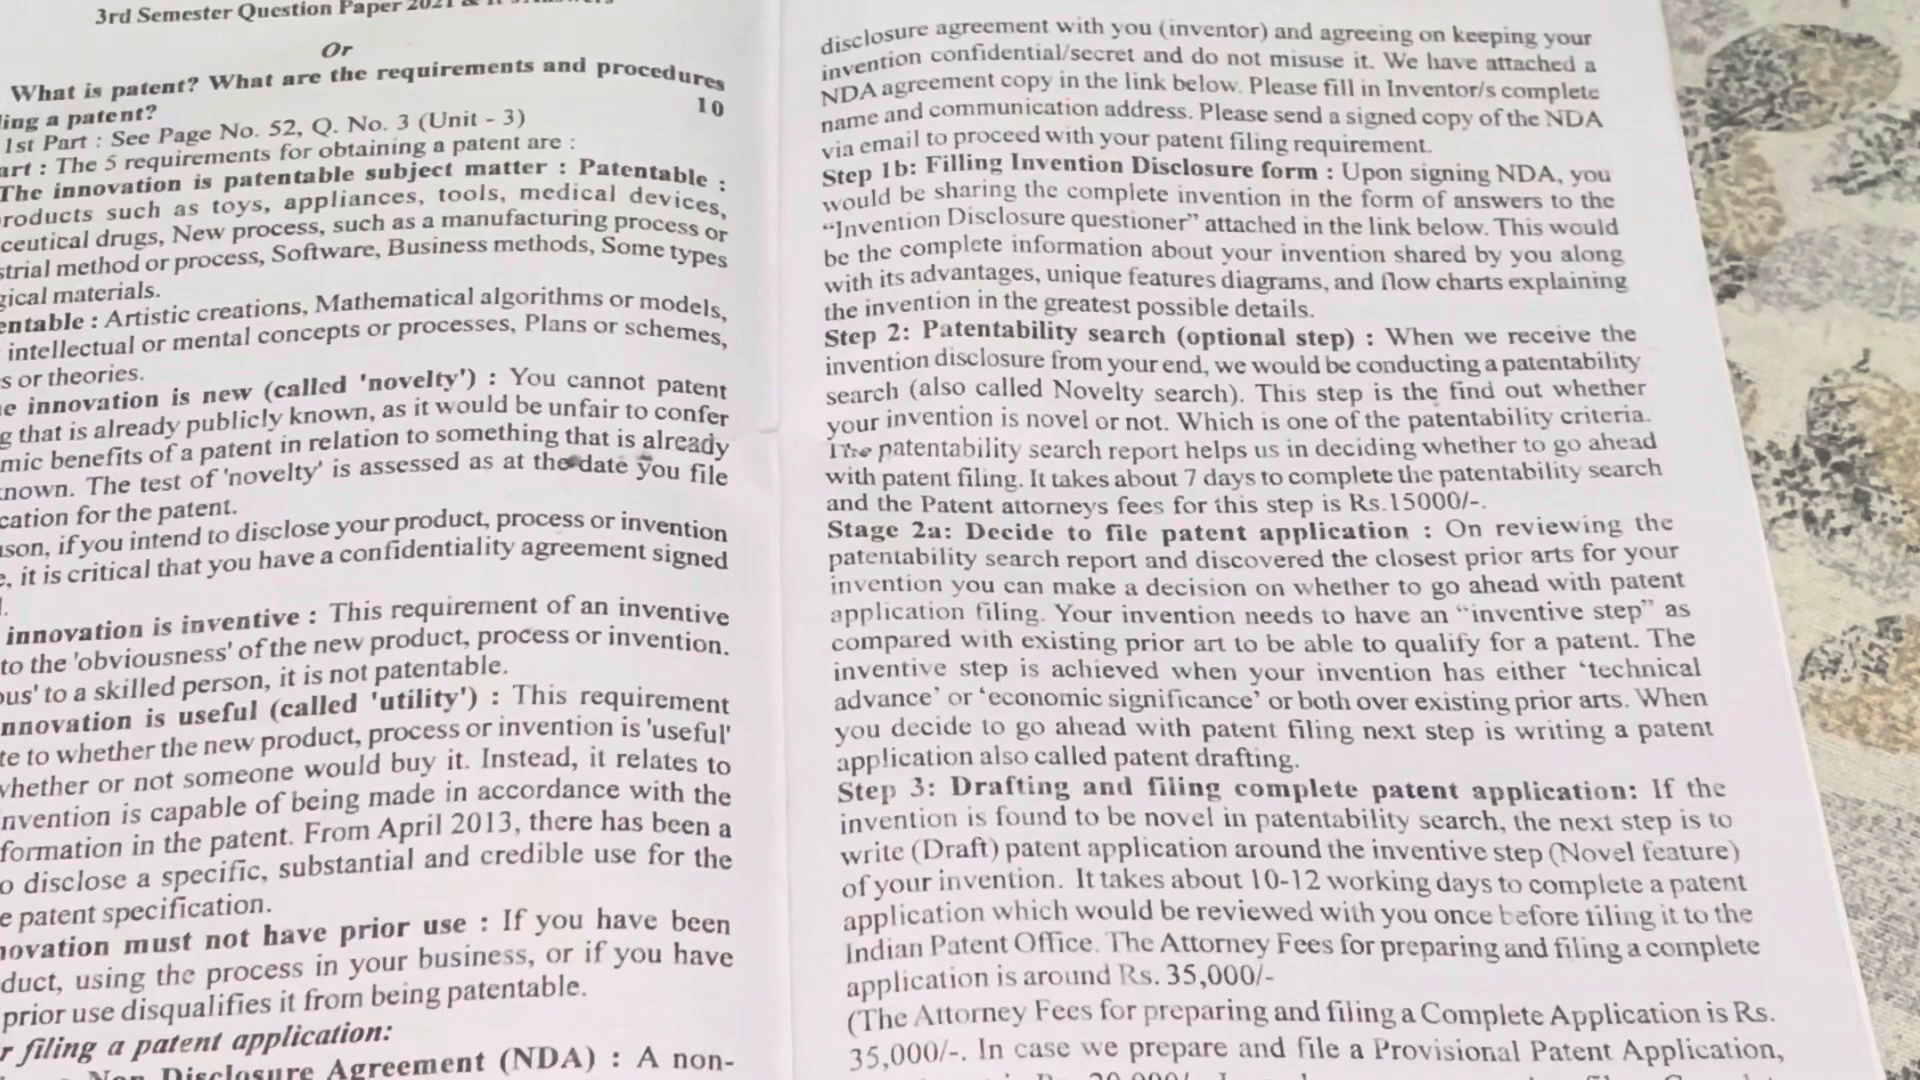 3rd Semester Question Paper 2021 &
Or
What is patent? What are the requirements and procedures
ing a patent?
10
1st Part : See Page No. 52, Q. No. 3 (Unit - 3)
art : The 5 requirements for obtaining a patent are :
The innovation is patentable subject matter : Patentable :
roducts such as toys, appliances, tools, medical devices,
ceutical drugs, New process, such as a manufacturing process or
strial method or process, Software, Business methods, Some types
gical materials.
entable : Artistic creations, Mathematical algorithms or models,
intellectual or mental concepts or processes, Plans or schemes,
s or theories.
e innovation is new (called 'novelty') : You cannot patent
g that is already publicly known, as it would be unfair to confer
mic benefits of a patent in relation to something that is already
nown. The test of 'novelty' is assessed as at the date you file
cation for the patent.
ason, if you intend to disclose your product, process or invention
e, it is critical that you have a confidentiality agreement signed
innovation is inventive : This requirement of an inventive
to the 'obviousness' of the new product, process or invention.
ous' to a skilled person, it is not patentable.
nnovation is useful (called 'utility') : This requirement
te to whether the new product, process or invention is 'useful'
whether or not someone would buy it. Instead, it relates to
nvention is capable of being made in accordance with the
formation in the patent. From April 2013, there has been a
o disclose a specific, substantial and credible use for the
e patent specification.
novation must not have prior use : If you have been
duct, using the process in your business, or if you have
prior use disqualifies it from being patentable.
r filing a patent application:
Non Disclosure Agreement (NDA) : A non-
disclosure agreement with you (inventor) and agreeing on keeping your
invention confidential/secret and do not misuse it. We have attached a
NDA agreement copy in the link below. Please fill in Inventor/s complete
name and communication address. Please send a signed copy of the NDA
via email to proceed with your patent filing requirement.
Step 1b: Filling Invention Disclosure form : Upon signing NDA, you
would be sharing the complete invention in the form of answers to the
“Invention Disclosure questioner” attached in the link below. This would
be the complete information about your invention shared by you along
with its advantages, unique features diagrams, and flow charts explaining
the invention in the greatest possible details.
Step 2: Patentability search (optional step) : When we receive the
invention disclosure from your end, we would be conducting a patentability
search (also called Novelty search). This step is the find out whether
your invention is novel or not. Which is one of the patentability criteria.
The patentability search report helps us in deciding whether to go ahead
with patent filing. It takes about 7 days to complete the patentability search
and the Patent attorneys fees for this step is Rs.15000/-.
Stage 2a: Decide to file patent application : On reviewing the
patentability search report and discovered the closest prior arts for your
invention you can make a decision on whether to go ahead with patent
application filing. Your invention needs to have an “inventive step” as
compared with existing prior art to be able to qualify for a patent. The
inventive step is achieved when your invention has either ‘technical
advance’ or ‘economic significance’ or both over existing prior arts. When
you decide to go ahead with patent filing next step is writing a patent
application also called patent drafting.
Step 3: Drafting and filing complete patent application: If the
invention is found to be novel in patentability search, the next step is to
write (Draft) patent application around the inventive step (Novel feature)
of your invention. It takes about 10-12 working days to complete a patent
application which would be reviewed with you once before filing it to the
Indian Patent Office. The Attorney Fees for preparing and filing a complete
application is around Rs. 35,000/-
(The Attorney Fees for preparing and filing a Complete Application is Rs.
35,000/-. In case we prepare and file a Provisional Patent Application,